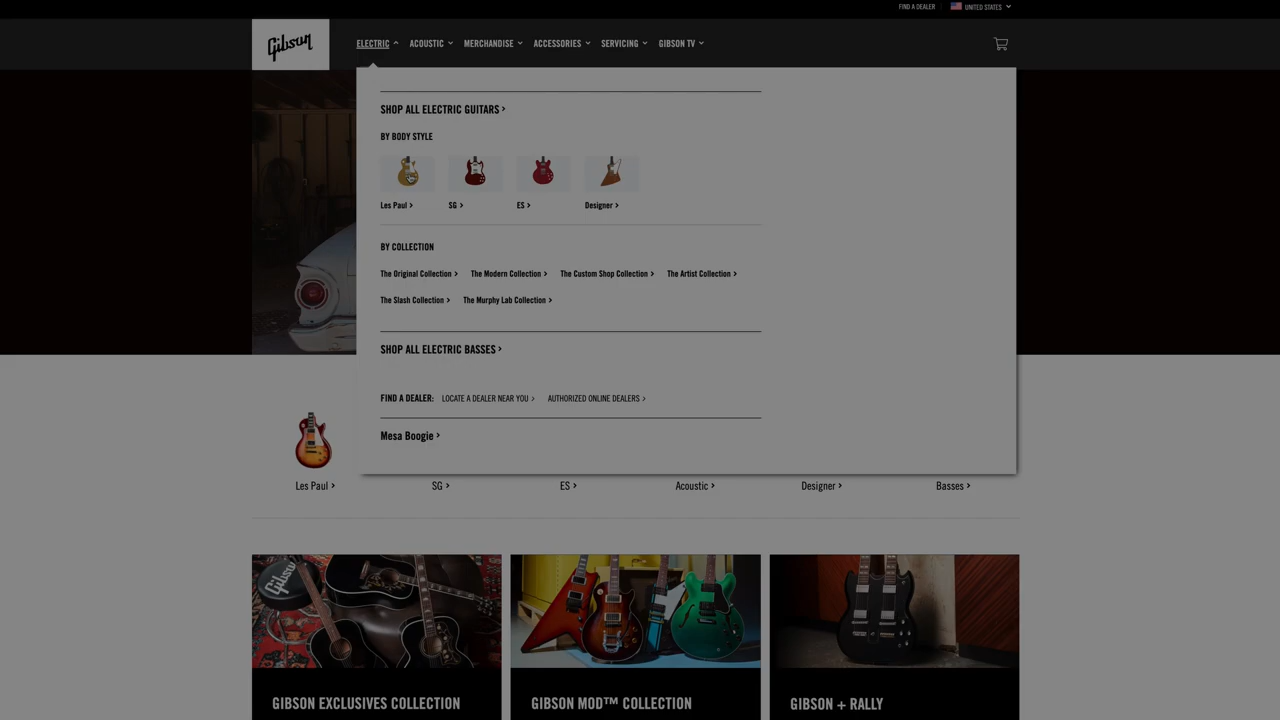 FIND A DEALER
UNITED STATES
Gibson
ELECTRIC ACOUSTIC MERCHANDISE ACCESSORIES SERVICING GIBSON TV
SHOP ALL ELECTRIC GUITARS
BY BODY STYLE
Les Paul SG ES Designer
BY COLLECTION
The Original Collection The Modern Collection The Custom Shop Collection The Artist Collection
The Slash Collection The Murphy Lab Collection
SHOP ALL ELECTRIC BASSES
FIND A DEALER: LOCATE A DEALER NEAR YOU AUTHORIZED ONLINE DEALERS
Mesa Boogie
Les Paul SG ES Acoustic Designer Basses
Gibson
GIBSON EXCLUSIVES COLLECTION
GIBSON MOD™ COLLECTION
GIBSON + RALLY